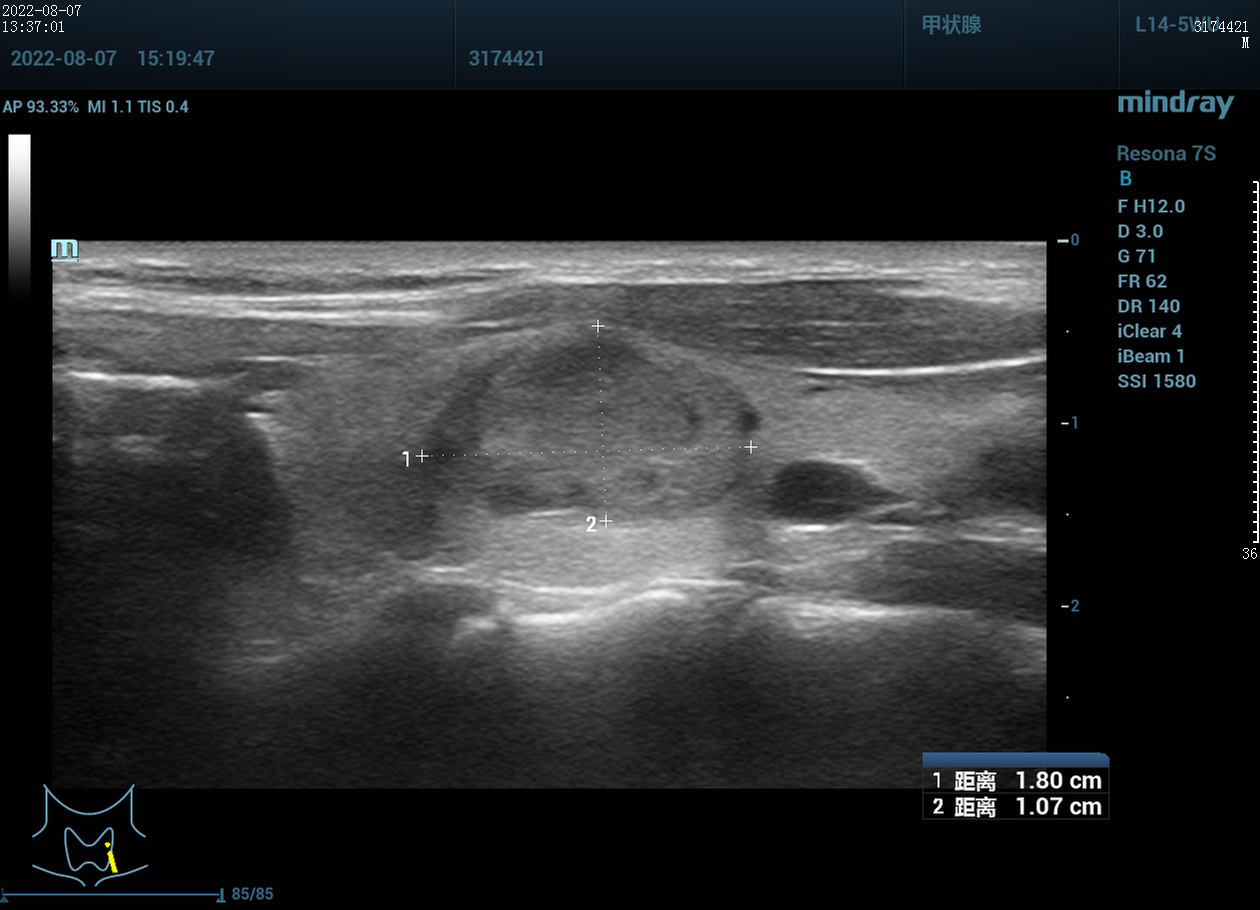 2022-08-07
13:37:01
2022-08-07 15:19:47
3174421
甲状腺
3174421
M
AP 93.33% MI 1.1 TIS 0.4
mindray
Resona 7S
B
F H12.0
D 3.0
G 71
FR 62
DR 140
iClear 4
iBeam 1
SSI 1580
m
0
1
2
1
2
36
1 距离 1.80 cm
2 距离 1.07 cm
85/85